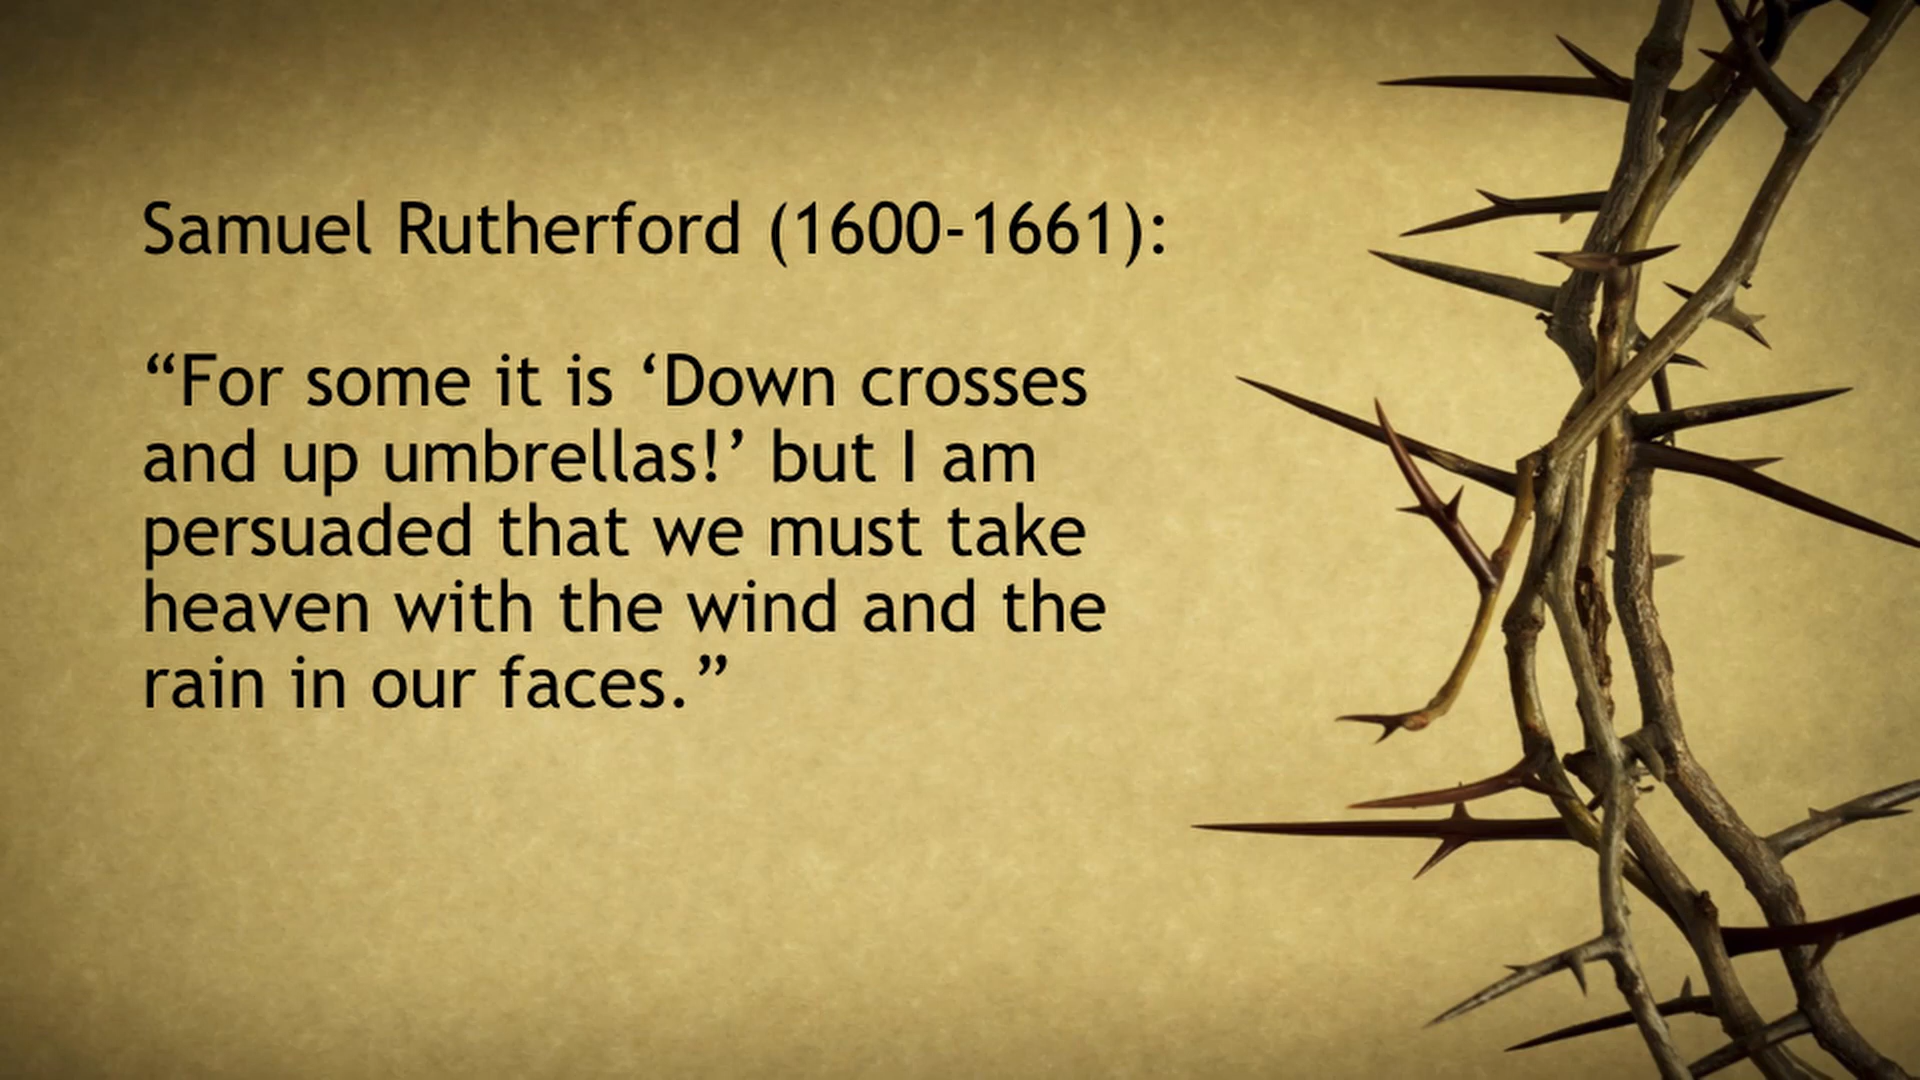 Samuel Rutherford (1600-1661):
“For some it is ‘Down crosses
and up umbrellas!’ but I am
persuaded that we must take
heaven with the wind and the
rain in our faces.”